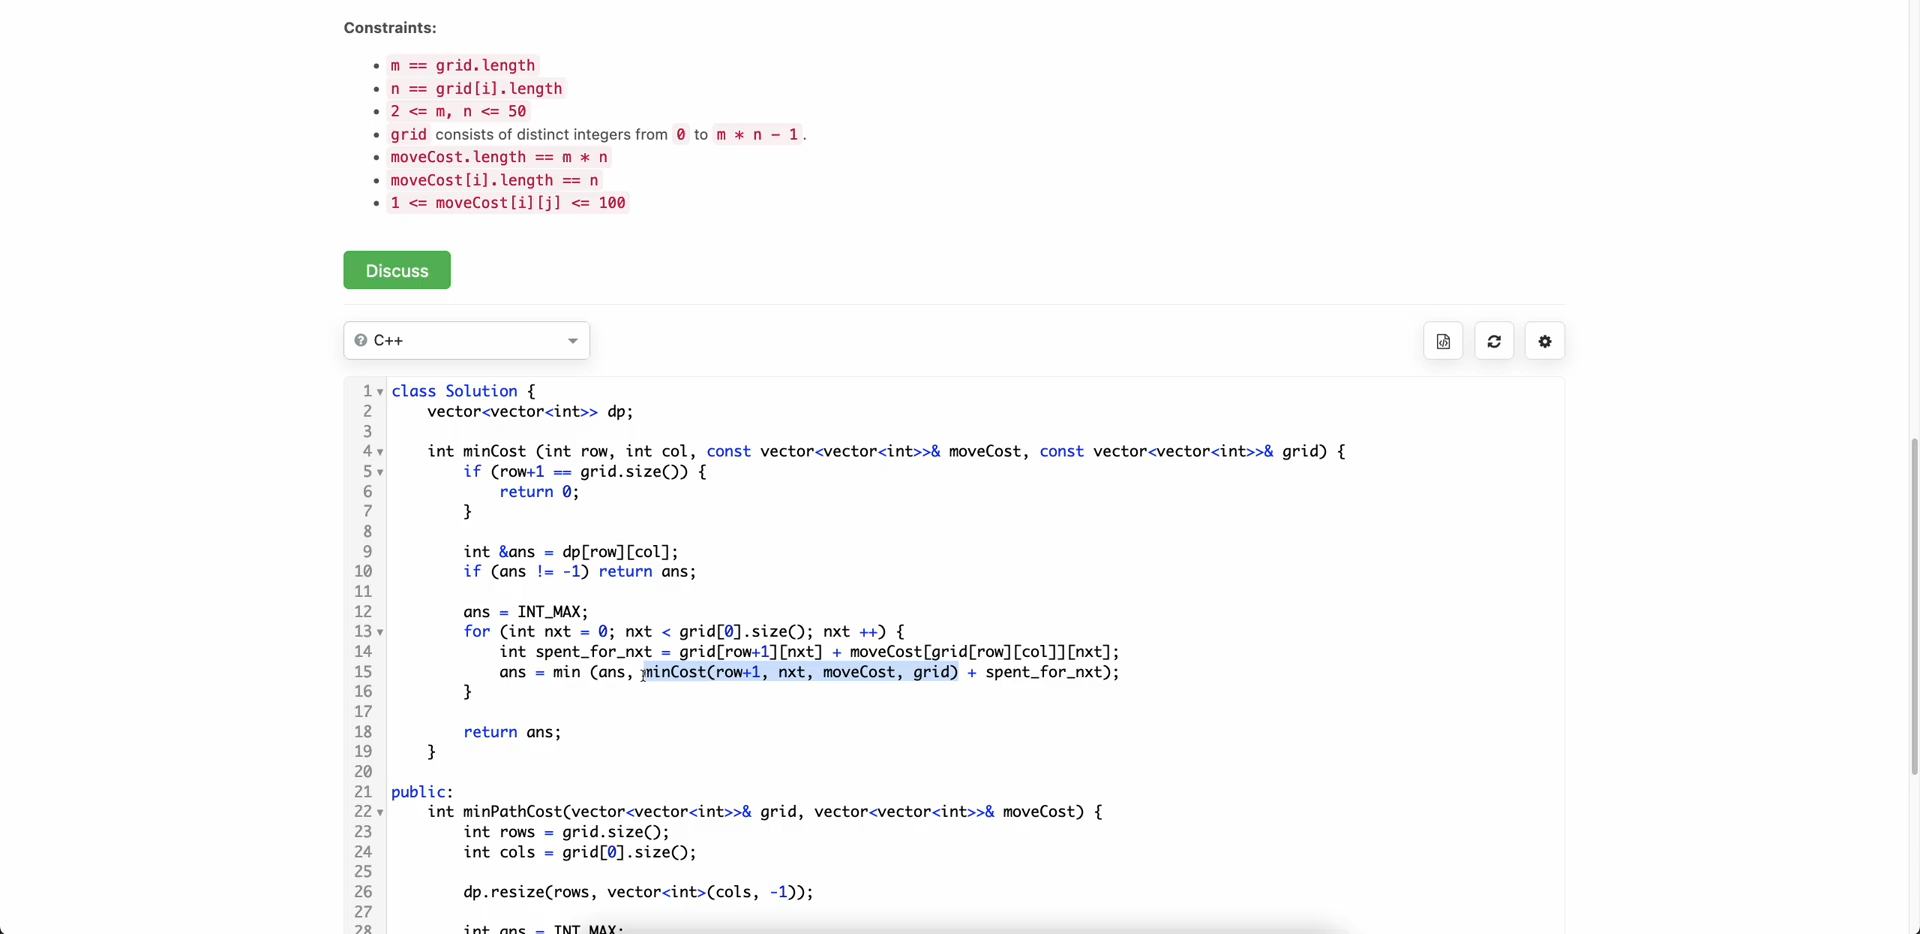 Constraints:
m == grid.length
n == grid[i].length
2 <= m, n <= 50
grid consists of distinct integers from 0 to m * n - 1.
moveCost.length == m * n
moveCost[i].length == n
1 <= moveCost[i][j] <= 100
Discuss
C++
1 class Solution {
2 vector<vector<int>> dp;
3
4 int minCost (int row, int col, const vector<vector<int>>& moveCost, const vector<vector<int>>& grid) {
5 if (row+1 == grid.size()) {
6 return 0;
7 }
8
9 int &ans = dp[row][col];
10 if (ans != -1) return ans;
11
12 ans = INT_MAX;
13 for (int nxt = 0; nxt < grid[0].size(); nxt ++) {
14 int spent_for_nxt = grid[row+1][nxt] + moveCost[grid[row][col]][nxt];
15 ans = min (ans, minCost(row+1, nxt, moveCost, grid) + spent_for_nxt);
16 }
17
18 return ans;
19 }
20
21 public:
22 int minPathCost(vector<vector<int>>& grid, vector<vector<int>>& moveCost) {
23 int rows = grid.size();
24 int cols = grid[0].size();
25
26 dp.resize(rows, vector<int>(cols, -1));
27
28 int ans = INT_MAX;